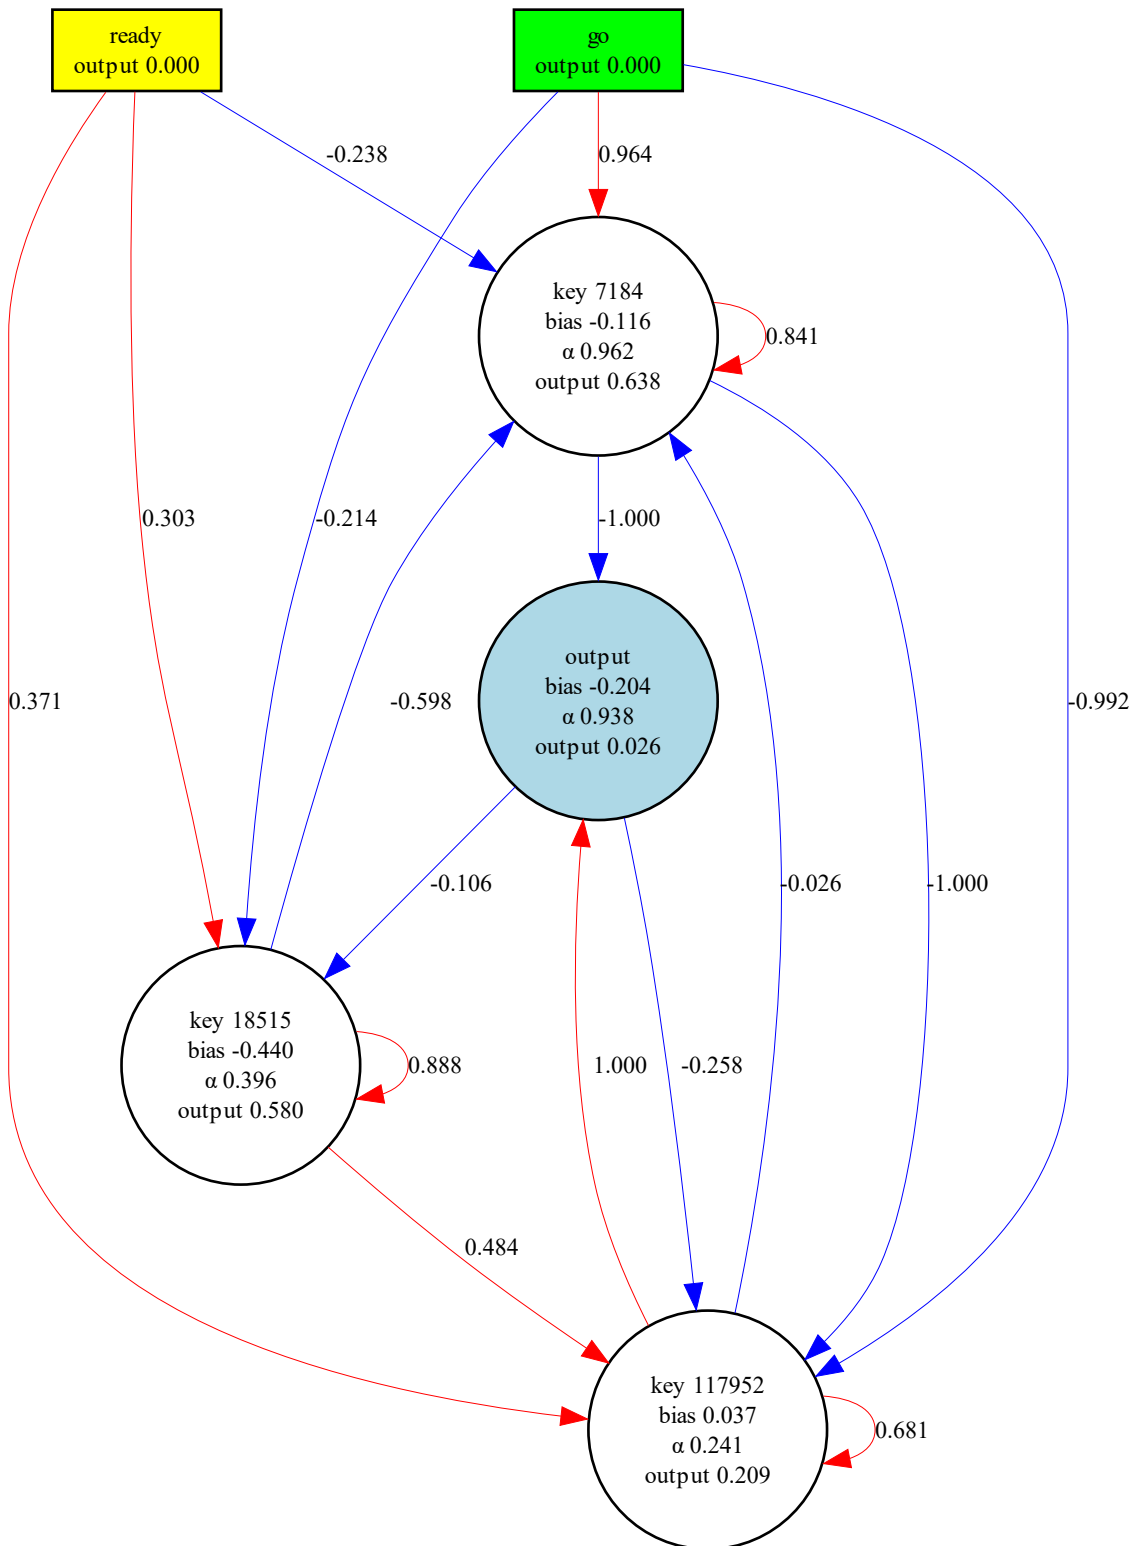 ready
output 0.000
go
output 0.000
-0.238
0.964
key 7184
bias -0.116
α 0.962
output 0.638
0.841
0.303
-0.214
-1.000
output
bias -0.204
α 0.938
output 0.026
0.371
-0.598
-0.992
-0.106
-0.026
-1.000
key 18515
bias -0.440
α 0.396
output 0.580
0.888
1.000
-0.258
0.484
key 117952
bias 0.037
α 0.241
output 0.209
0.681